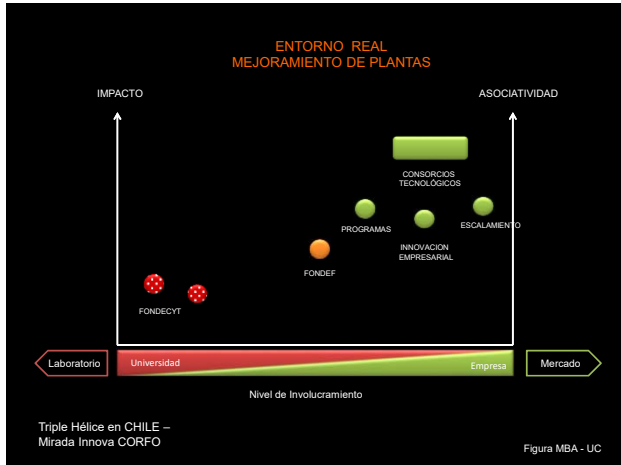 ENTORNO REAL
MEJORAMIENTO DE PLANTAS
IMPACTO
ASOCIATIVIDAD
CONSORCIOS
TECNOLÓGICOS
PROGRAMAS
INNOVACION
EMPRESARIAL
ESCALAMIENTO
FONDEF
FONDECYT
Laboratorio
Universidad
Empresa
Mercado
Nivel de Involucramiento
Triple Hélice en CHILE –
Mirada Innova CORFO
Figura MBA - UC